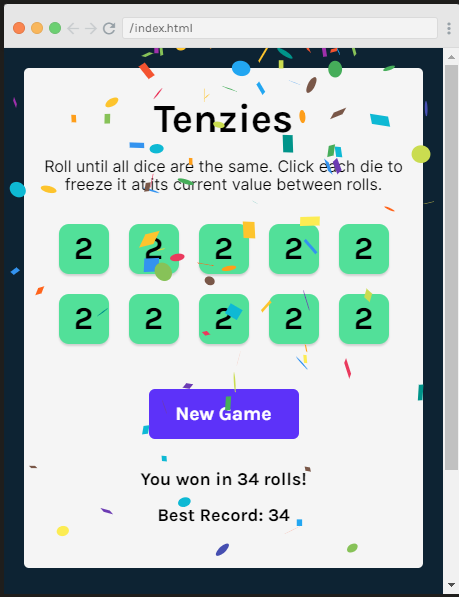 /index.html
Tenzies
Roll until all dice are the same. Click each die to
freeze it at its current value between rolls.
2 2 2 2 2
2 2 2 2 2
New Game
You won in 34 rolls!
Best Record: 34